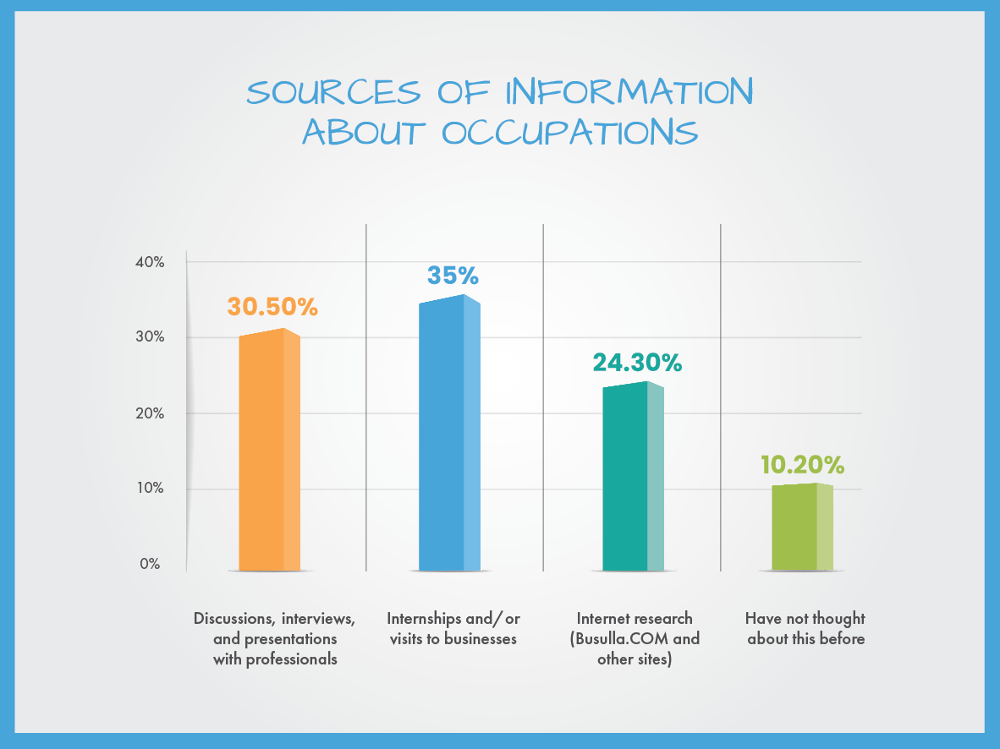 SOURCES OF INFORMATION
ABOUT OCCUPATIONS
40%
30%
20%
10%
0%
30.50%
35%
24.30%
10.20%
Discussions, interviews,
and presentations
with professionals
Internships and/or
visits to businesses
Internet research
(Busulla.COM and
other sites)
Have not thought
about this before